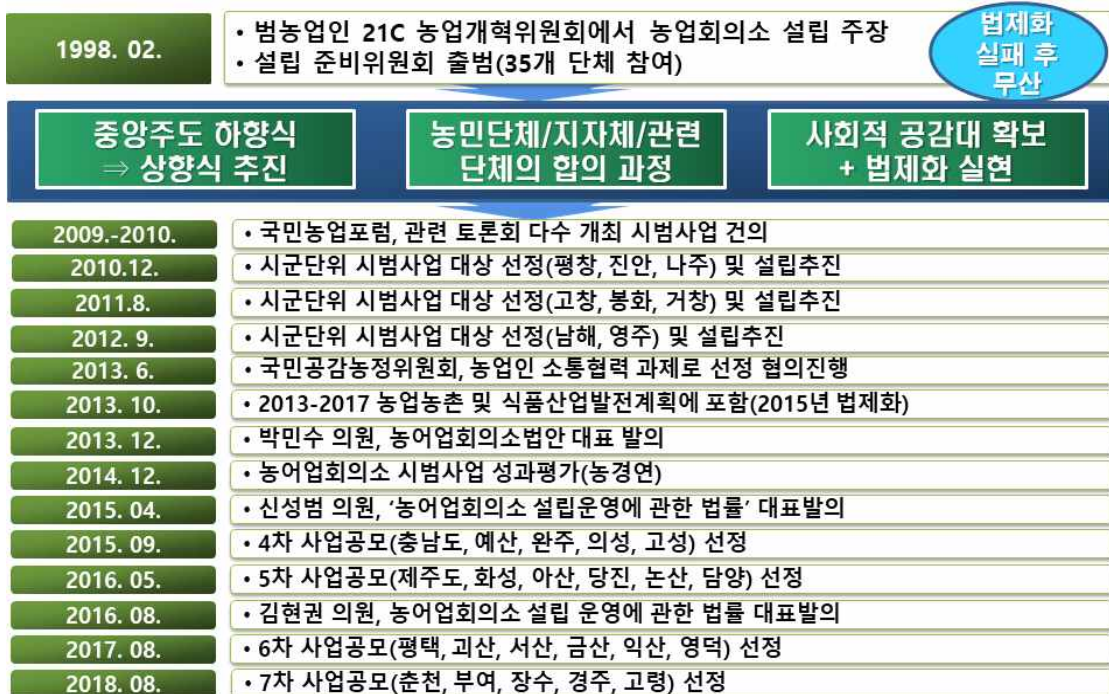 1998. 02.
• 범농업인 21C 농업개혁위원회에서 농업회의소 설립 주장
• 설립 준비위원회 출범(35개 단체 참여)
법제화
실패 후
무산
중앙주도 하향식
⇒ 상향식 추진
농민단체/지자체/관련
단체의 합의 과정
사회적 공감대 확보
+ 법제화 실현
2009.-2010.
• 국민농업포럼, 관련 토론회 다수 개최 시범사업 건의
2010.12.
• 시군단위 시범사업 대상 선정(평창, 진안, 나주) 및 설립추진
2011.8.
• 시군단위 시범사업 대상 선정(고창, 봉화, 거창) 및 설립추진
2012. 9.
• 시군단위 시범사업 대상 선정(남해, 영주) 및 설립추진
2013. 6.
• 국민공감농정위원회, 농업인 소통협력 과제로 선정 협의진행
2013. 10.
• 2013-2017 농업농촌 및 식품산업발전계획에 포함(2015년 법제화)
2013. 12.
• 박민수 의원, 농어업회의소법안 대표 발의
2014. 12.
• 농어업회의소 시범사업 성과평가(농경연)
2015. 04.
• 신성범 의원, ‘농어업회의소 설립운영에 관한 법률’ 대표발의
2015. 09.
• 4차 사업공모(충남도, 예산, 완주, 의성, 고성) 선정
2016. 05.
• 5차 사업공모(제주도, 화성, 아산, 당진, 논산, 담양) 선정
2016. 08.
• 김현권 의원, 농어업회의소 설립 운영에 관한 법률 대표발의
2017. 08.
• 6차 사업공모(평택, 괴산, 서산, 금산, 익산, 영덕) 선정
2018. 08.
• 7차 사업공모(춘천, 부여, 장수, 경주, 고령) 선정